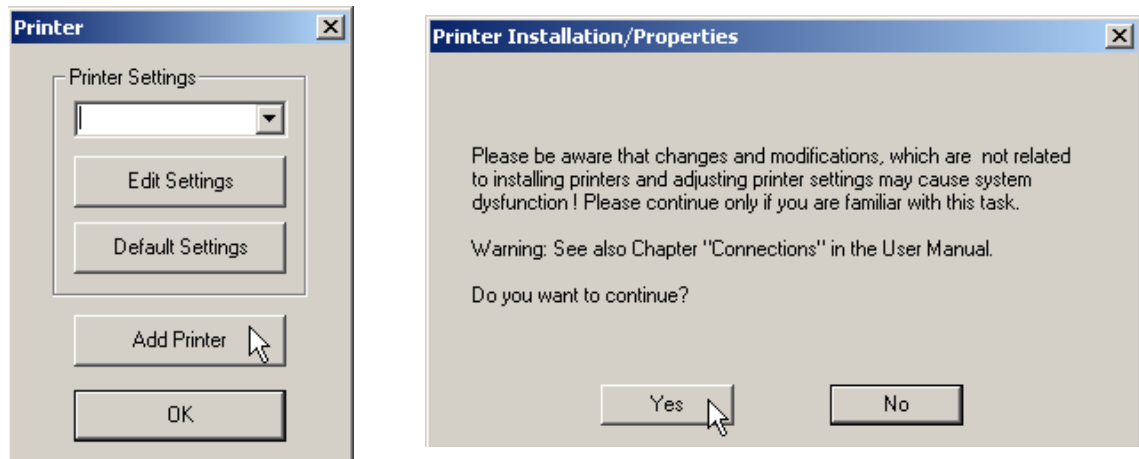 Printer
Printer Settings
Edit Settings
Default Settings
Add Printer
OK
Printer Installation/Properties
Please be aware that changes and modifications, which are  not related
to installing printers and adjusting printer settings may cause system
dysfunction ! Please continue only if you are familiar with this task.
Warning: See also Chapter "Connections" in the User Manual.
Do you want to continue?
Yes
No